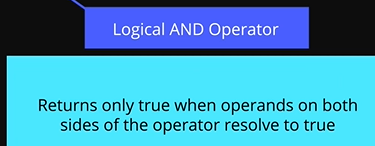 Logical AND Operator
Returns only true when operands on both
sides of the operator resolve to true